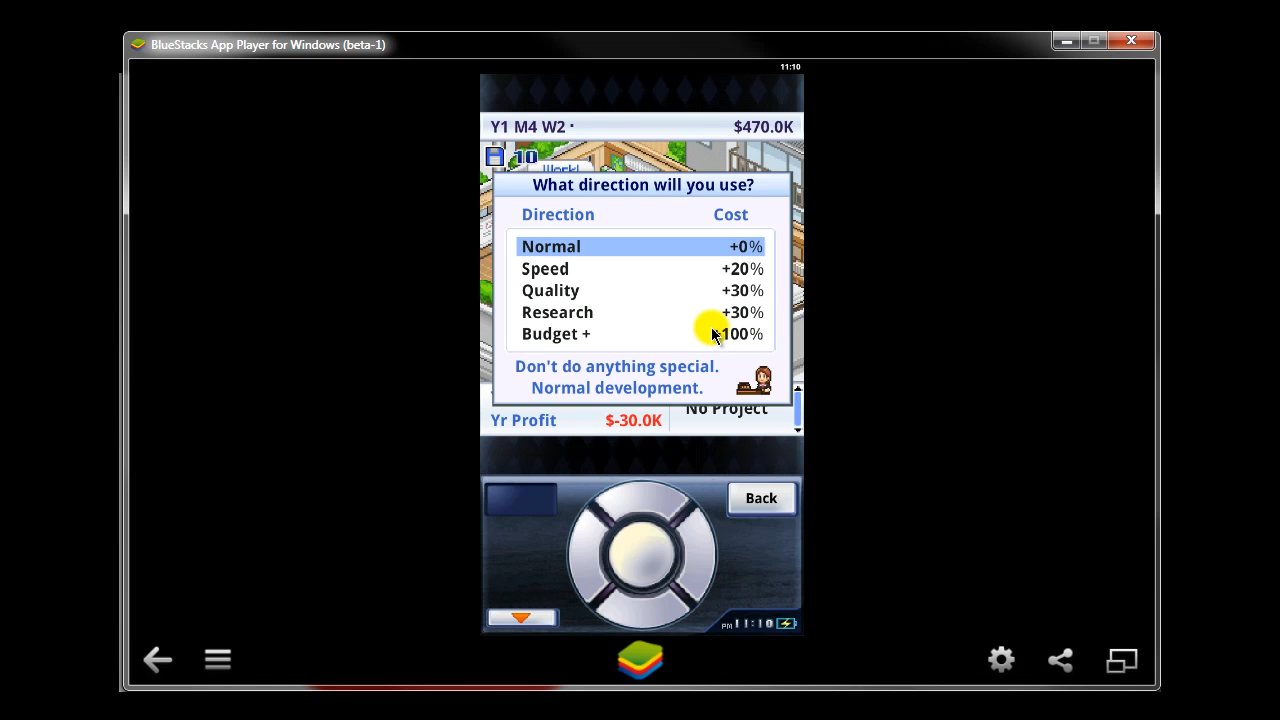 BlueStacks App Player for Windows (beta-1)
11:10
Y1 M4 W2 $470.0K
10
Work!
What direction will you use?
Direction Cost
Normal +0%
Speed +20%
Quality +30%
Research +30%
Budget + 100%
Don't do anything special.
Normal development.
No Project
Yr Profit $-30.0K
Back
PM 11:10